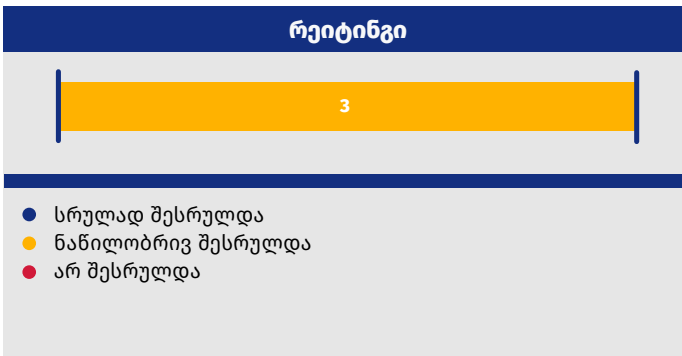 რეიტინგი
3
სრულად შესრულდა
ნაწილობრივ შესრულდა
არ შესრულდა